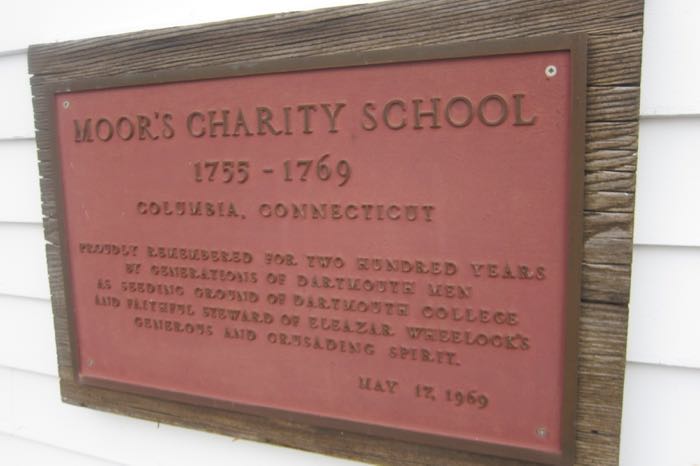 MOOR'S CHARITY SCHOOL
1755 - 1769
COLUMBIA, CONNECTICUT
PROUDLY REMEMBERED FOR TWO HUNDRED YEARS
BY GENERATIONS OF DARTMOUTH MEN
AS SEEDING GROUND OF DARTMOUTH COLLEGE
AND FAITHFUL STEWARD OF ELEAZAR WHEELOCK'S
GENEROUS AND CRUSADING SPIRIT.
MAY 17, 1969